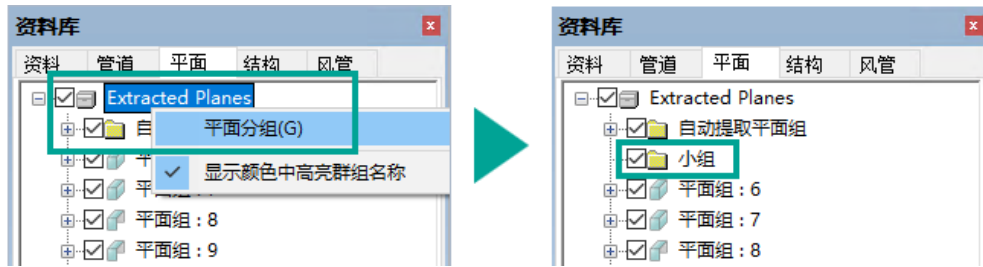 资料库
资料 管道 平面 结构 风管
Extracted Planes
自
平面分组(G)
平
显示颜色中高亮群组名称
平
平面组 : 8
平面组 : 9
资料库
资料 管道 平面 结构 风管
Extracted Planes
自动提取平面组
小组
平面组 : 6
平面组 : 7
平面组 : 8